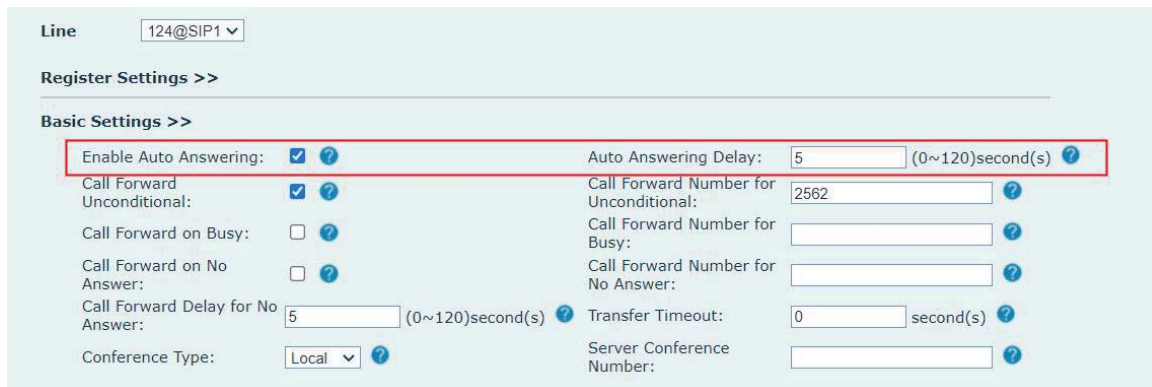 Line 124@SIP1
Register Settings >>
Basic Settings >>
Enable Auto Answering: Auto Answering Delay: 5 (0~120)second(s)
Call Forward Unconditional: Call Forward Number for Unconditional: 2562
Call Forward on Busy: Call Forward Number for Busy:
Call Forward on No Answer: Call Forward Number for No Answer:
Call Forward Delay for No Answer: 5 (0~120)second(s) Transfer Timeout: 0 second(s)
Conference Type: Local Server Conference Number: